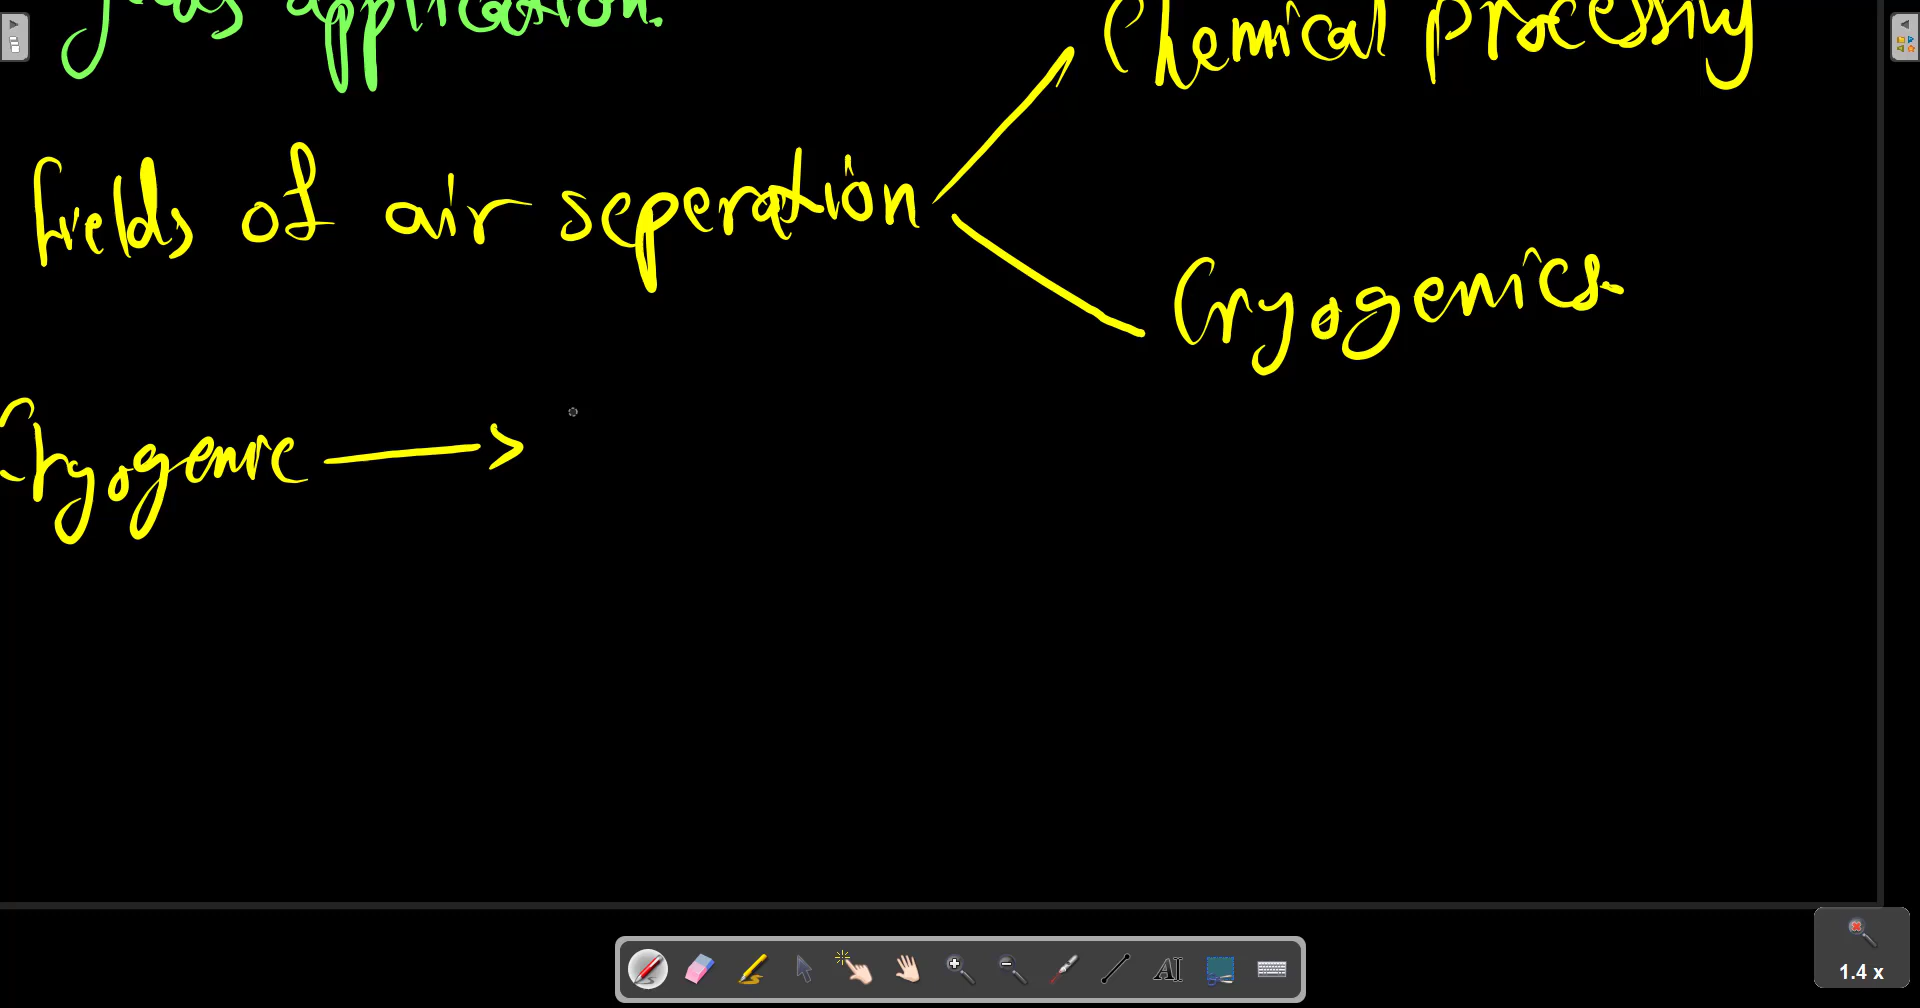 application.
Chemical processing
fields of air seperation
Cryogenics.
Cryogenic
1.4 x